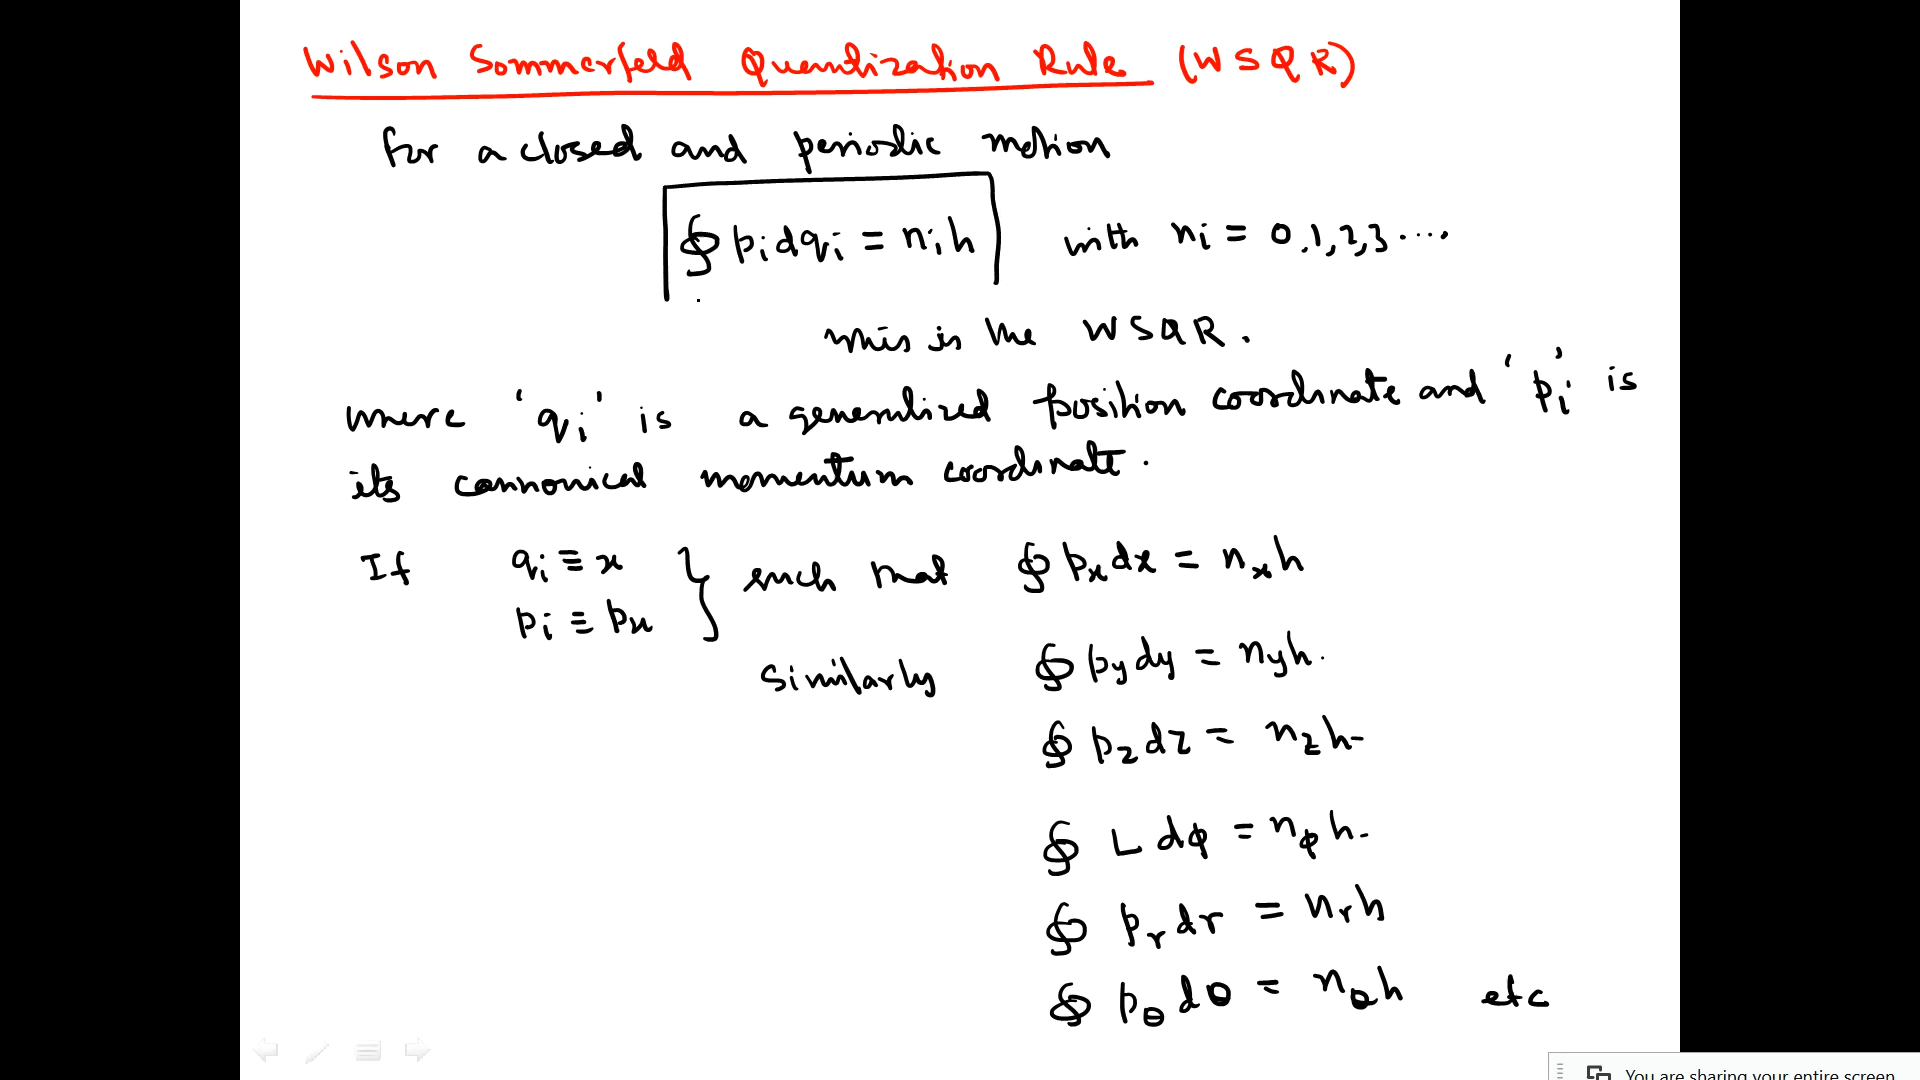 Wilson Sommerfeld Quantization Rule (WSQR)
for a closed and periodic motion
∮ pᵢdqᵢ = nᵢh with nᵢ = 0,1,2,3....
This is the WSQR.
where 'qᵢ' is a generalized position coordinate and 'pᵢ' is
its cannonical momentum coordinate.
If qᵢ ≡ x } such that ∮ pₓdx = nₓh
pᵢ ≡ pₓ
Similarly ∮ p_y dy = n_y h.
∮ p_z dz = n_z h
∮ L dφ = n_φ h
∮ p_r dr = n_r h
∮ p_θ dθ = n_θ h etc
You are sharing your entire screen